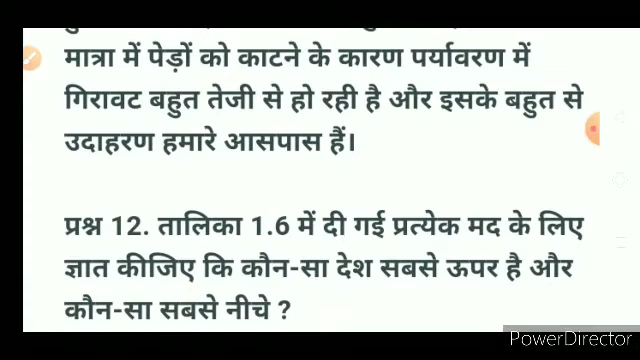 मात्रा में पेड़ों को काटने के कारण पर्यावरण में
गिरावट बहुत तेजी से हो रही है और इसके बहुत से
उदाहरण हमारे आसपास हैं।
प्रश्न 12. तालिका 1.6 में दी गई प्रत्येक मद के लिए
ज्ञात कीजिए कि कौन-सा देश सबसे ऊपर है और
कौन-सा सबसे नीचे ?
PowerDirector